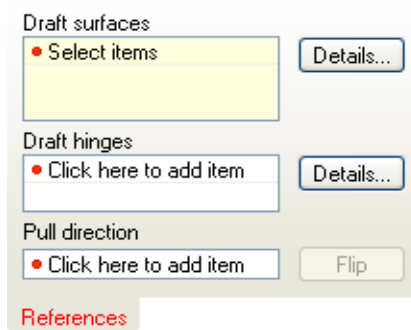 Draft surfaces
Select items
Details...
Draft hinges
Click here to add item
Details...
Pull direction
Click here to add item
Flip
References